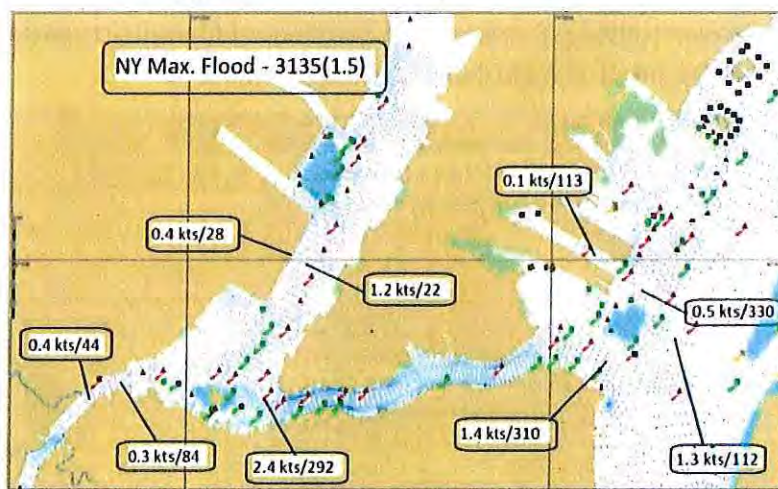 NY Max. Flood - 3135(1.5)
0.1 kts/113
0.4 kts/28
1.2 kts/22
0.5 kts/330
0.4 kts/44
1.4 kts/310
0.3 kts/84
2.4 kts/292
1.3 kts/112